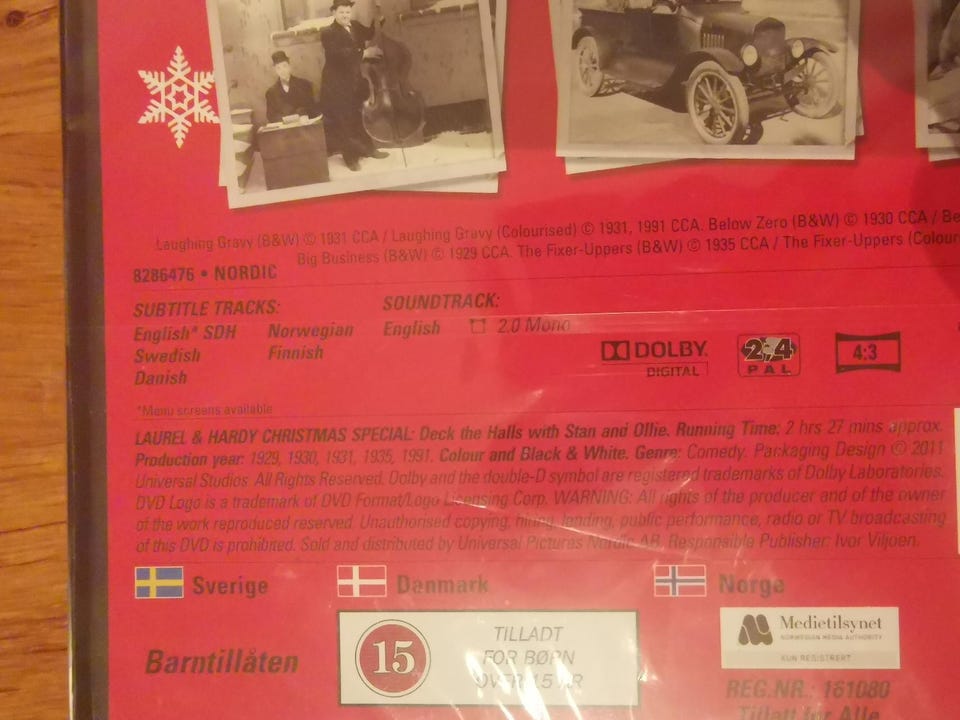 Laughing Gravy (B&W) © 1931 CCA / Laughing Gravy (Colourised) © 1931, 1991 CCA. Below Zero (B&W) © 1930 CCA / Be
Big Business (B&W) © 1929 CCA. The Fixer-Uppers (B&W) © 1935 CCA / The Fixer-Uppers (Colour
8286476 • NORDIC
SUBTITLE TRACKS:
English* SDH Norwegian
Swedish Finnish
Danish
SOUNDTRACK:
English 2.0 Mono
DOLBY
DIGITAL
2 4
PAL
4:3
*Menu screens available
LAUREL & HARDY CHRISTMAS SPECIAL: Deck the Halls with Stan and Ollie. Running Time: 2 hrs 27 mins approx.
Production year: 1929, 1930, 1931, 1935, 1991. Colour and Black & White. Genre: Comedy. Packaging Design © 2011
Universal Studios. All Rights Reserved. Dolby and the double-D symbol are registered trademarks of Dolby Laboratories.
DVD Logo is a trademark of DVD Format/Logo Licensing Corp. WARNING: All rights of the producer and of the owner
of the work reproduced reserved. Unauthorised copying, hiring, lending, public performance, radio or TV broadcasting
of this DVD is prohibited. Sold and distributed by Universal Pictures Nordic AB. Responsible Publisher: Ivor Viljoen.
Sverige Danmark Norge
Barntillåten
15
TILLADT
FOR BØRN
OVER 15 ÅR
Medietilsynet
NORWEGIAN MEDIA AUTHORITY
KUN REGISTRERT
REG.NR.: 161080
Tillatt for Alle